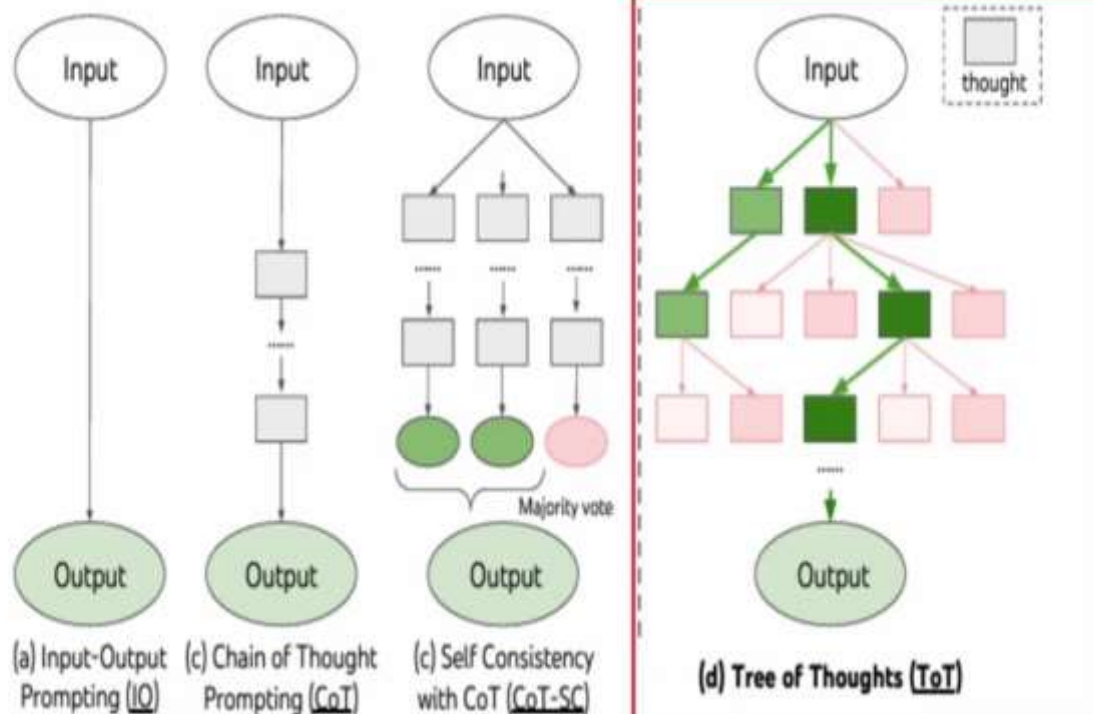 Input
Input
Input
Input
thought
......
......
......
......
......
Majority vote
Output
Output
Output
Output
(a) Input-Output
Prompting (IO)
(c) Chain of Thought
Prompting (CoT)
(c) Self Consistency
with CoT (CoT-SC)
(d) Tree of Thoughts (ToT)